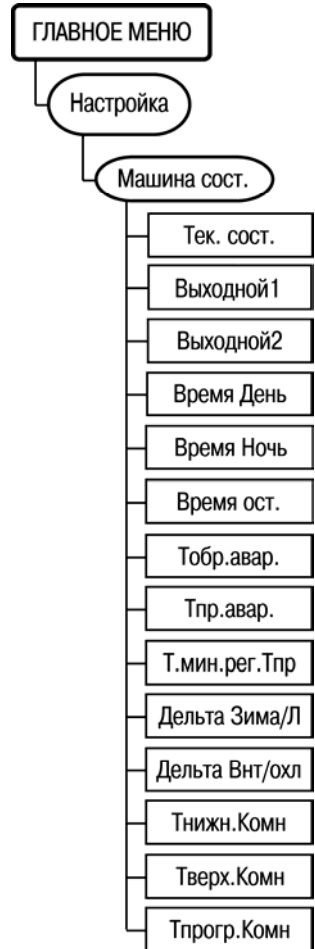 ГЛАВНОЕ МЕНЮ
Настройка
Машина сост.
Тек. сост.
Выходной1
Выходной2
Время День
Время Ночь
Время ост.
Тобр.авар.
Тпр.авар.
Т.мин.рег.Тпр
Дельта Зима/Л
Дельта Внт/охл
Тнижн.Комн
Тверх.Комн
Тпрогр.Комн